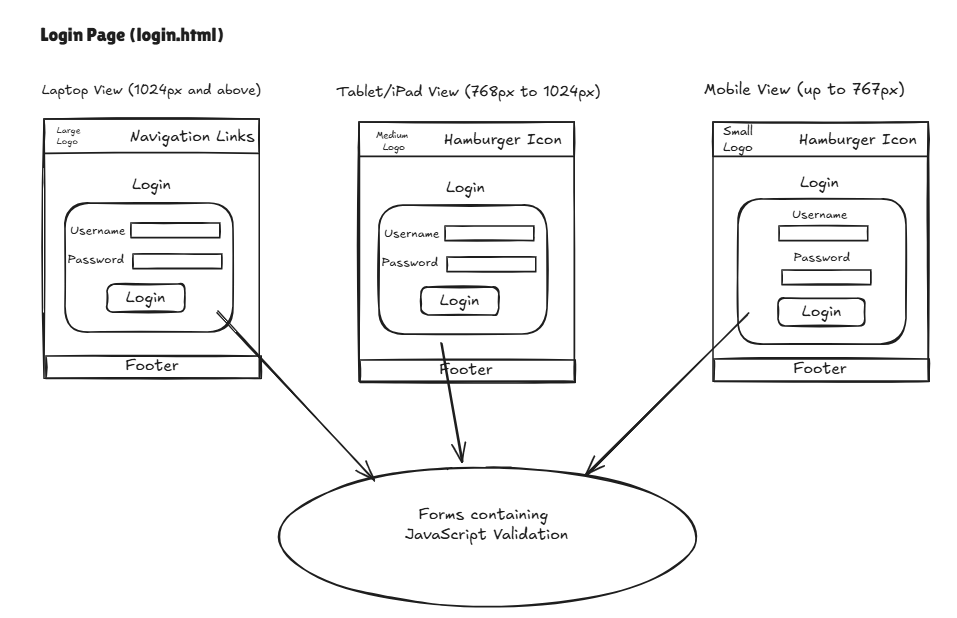 Login Page (login.html)
Laptop View (1024px and above)
Tablet/iPad View (768px to 1024px)
Mobile View (up to 767px)
Large
Logo
Navigation Links
Login
Username
Password
Login
Footer
Medium
Logo
Hamburger Icon
Login
Username
Password
Login
Footer
Small
Logo
Hamburger Icon
Login
Username
Password
Login
Footer
Forms containing
JavaScript Validation